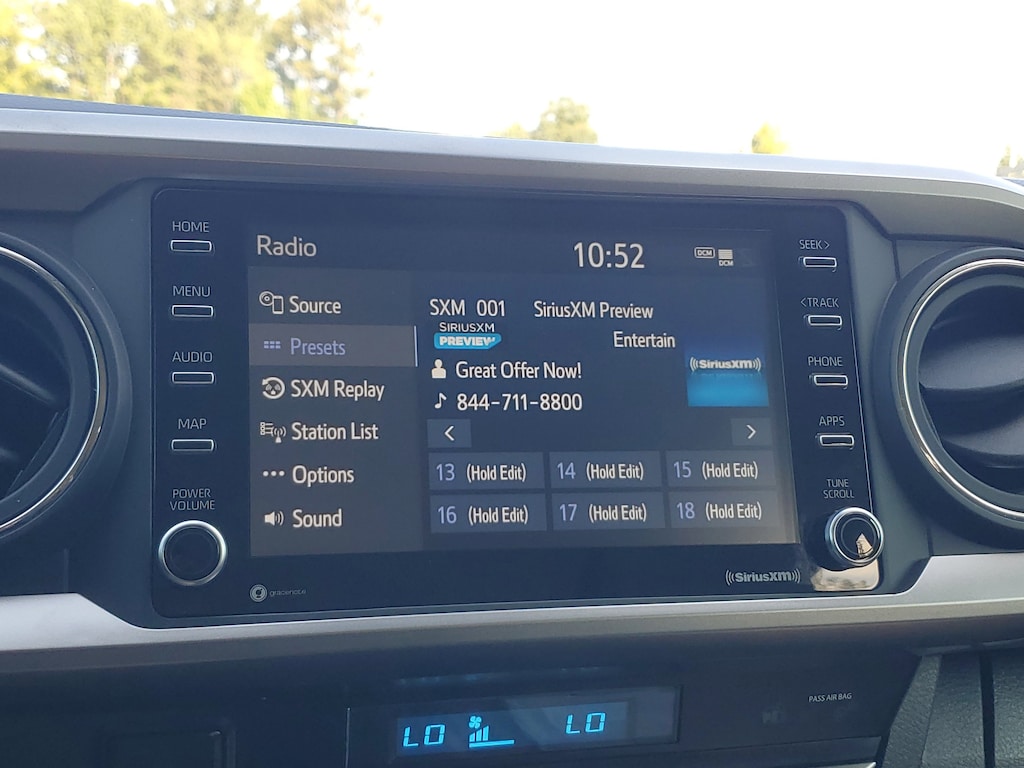 HOME
MENU
AUDIO
MAP
POWER
VOLUME
Radio
10:52
DCM
DCM
Source
Presets
SXM Replay
Station List
Options
Sound
SXM 001 SiriusXM Preview
SIRIUSXM
PREVIEW
Entertain
Great Offer Now!
844-711-8800
SiriusXM
< >
13 (Hold Edit) 14 (Hold Edit) 15 (Hold Edit)
16 (Hold Edit) 17 (Hold Edit) 18 (Hold Edit)
SEEK>
<TRACK
PHONE
APPS
TUNE
SCROLL
gracenote
SiriusXM
PASS AIR BAG
LO LO